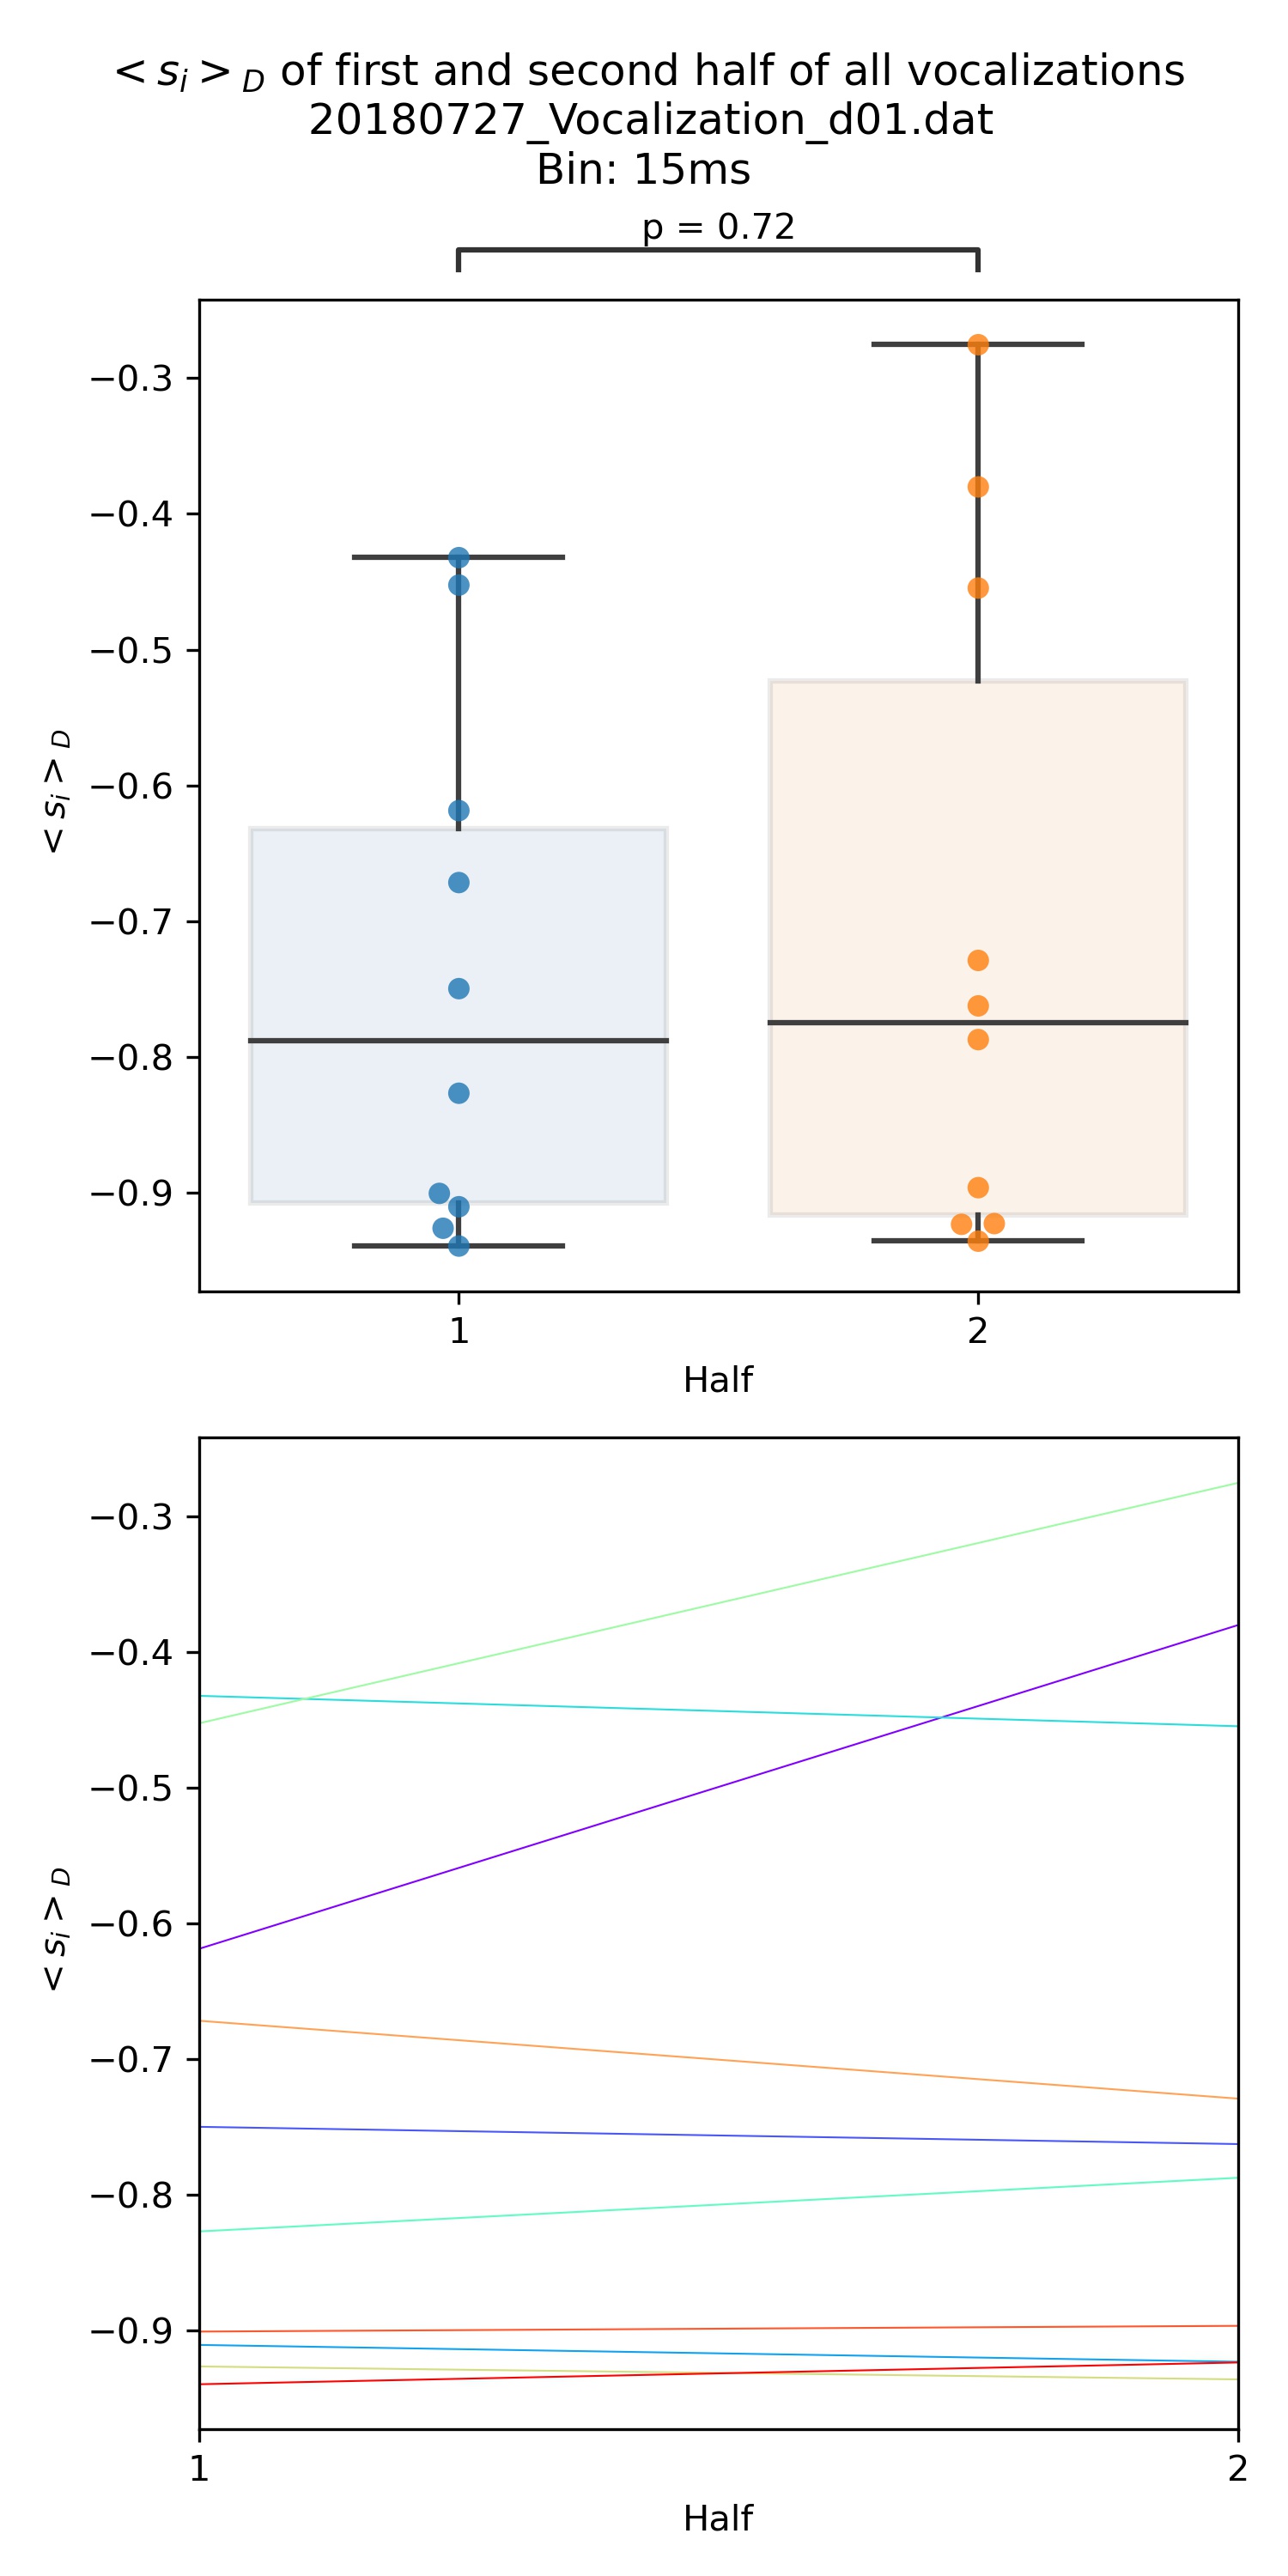 < s_i >_D of first and second half of all vocalizations
20180727_Vocalization_d01.dat
Bin: 15ms
p = 0.72
−0.3
−0.4
−0.5
−0.6
−0.7
−0.8
−0.9
< s_i >_D
1 2
Half
−0.3
−0.4
−0.5
−0.6
−0.7
−0.8
−0.9
< s_i >_D
1 2
Half